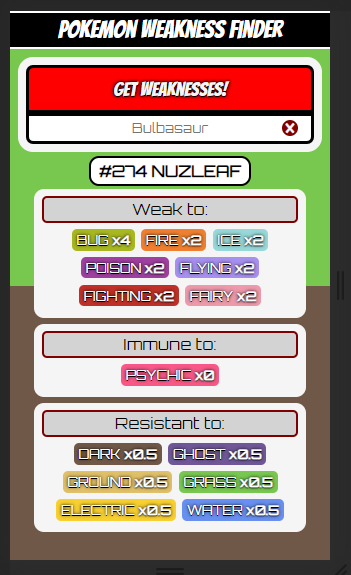 POKEMON WEAKNESS FINDER
GET WEAKNESSES!
Bulbasaur
#274 NUZLEAF
Weak to:
BUG x4 FIRE x2 ICE x2
POISON x2 FLYING x2
FIGHTING x2 FAIRY x2
Immune to:
PSYCHIC x0
Resistant to:
DARK x0.5 GHOST x0.5
GROUND x0.5 GRASS x0.5
ELECTRIC x0.5 WATER x0.5